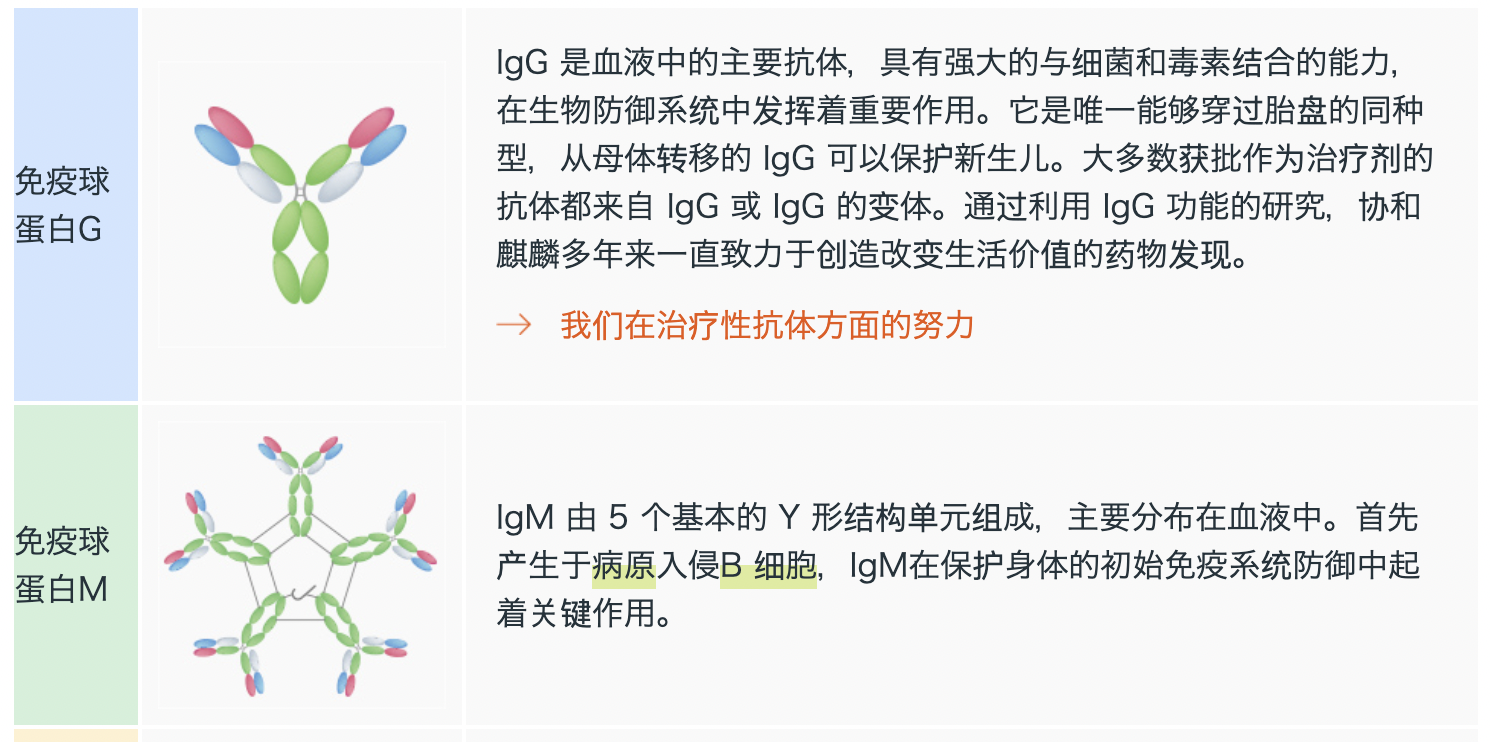 免疫球
蛋白G
IgG 是血液中的主要抗体，具有强大的与细菌和毒素结合的能力，
在生物防御系统中发挥着重要作用。它是唯一能够穿过胎盘的同种
型，从母体转移的 IgG 可以保护新生儿。大多数获批作为治疗剂的
抗体都来自 IgG 或 IgG 的变体。通过利用 IgG 功能的研究，协和
麒麟多年来一直致力于创造改变生活价值的药物发现。
→ 我们在治疗性抗体方面的努力
免疫球
蛋白M
IgM 由 5 个基本的 Y 形结构单元组成，主要分布在血液中。首先
产生于病原入侵B 细胞，IgM在保护身体的初始免疫系统防御中起
着关键作用。